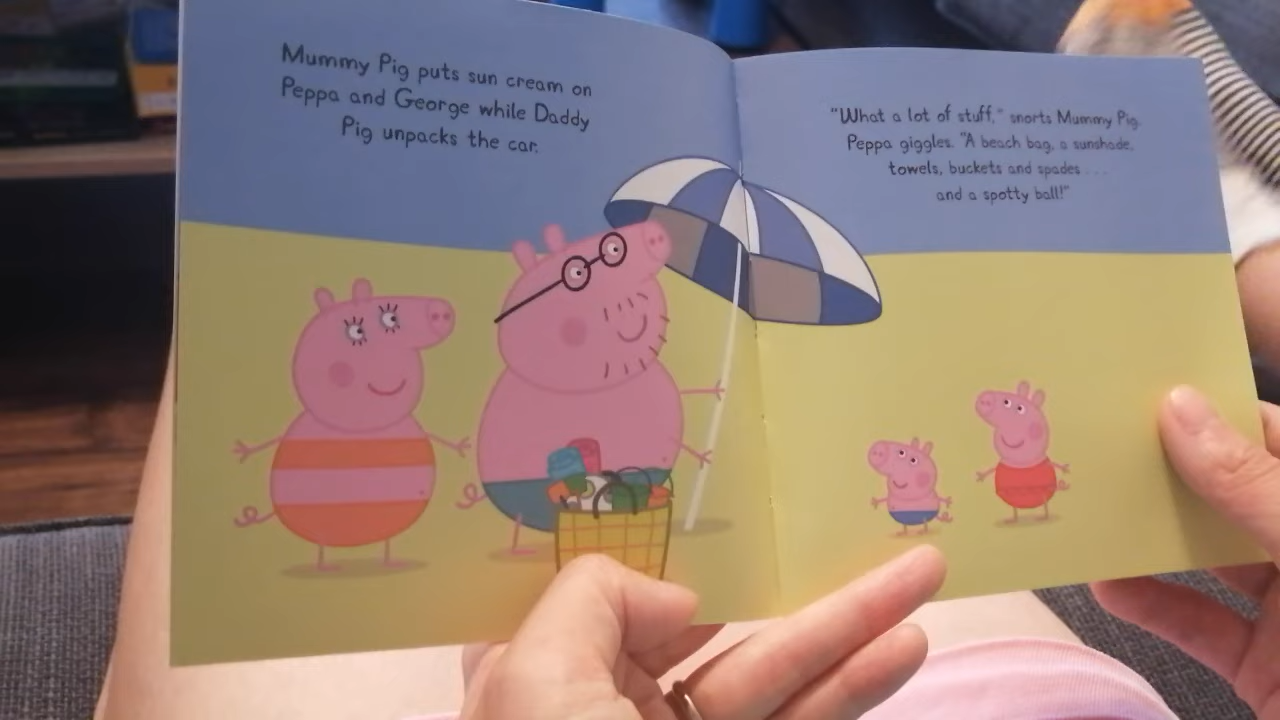 Mummy Pig puts sun cream on
Peppa and George while Daddy
Pig unpacks the car.
"What a lot of stuff," snorts Mummy Pig.
Peppa giggles. "A beach bag, a sunshade,
towels, buckets and spades . . .
and a spotty ball!"